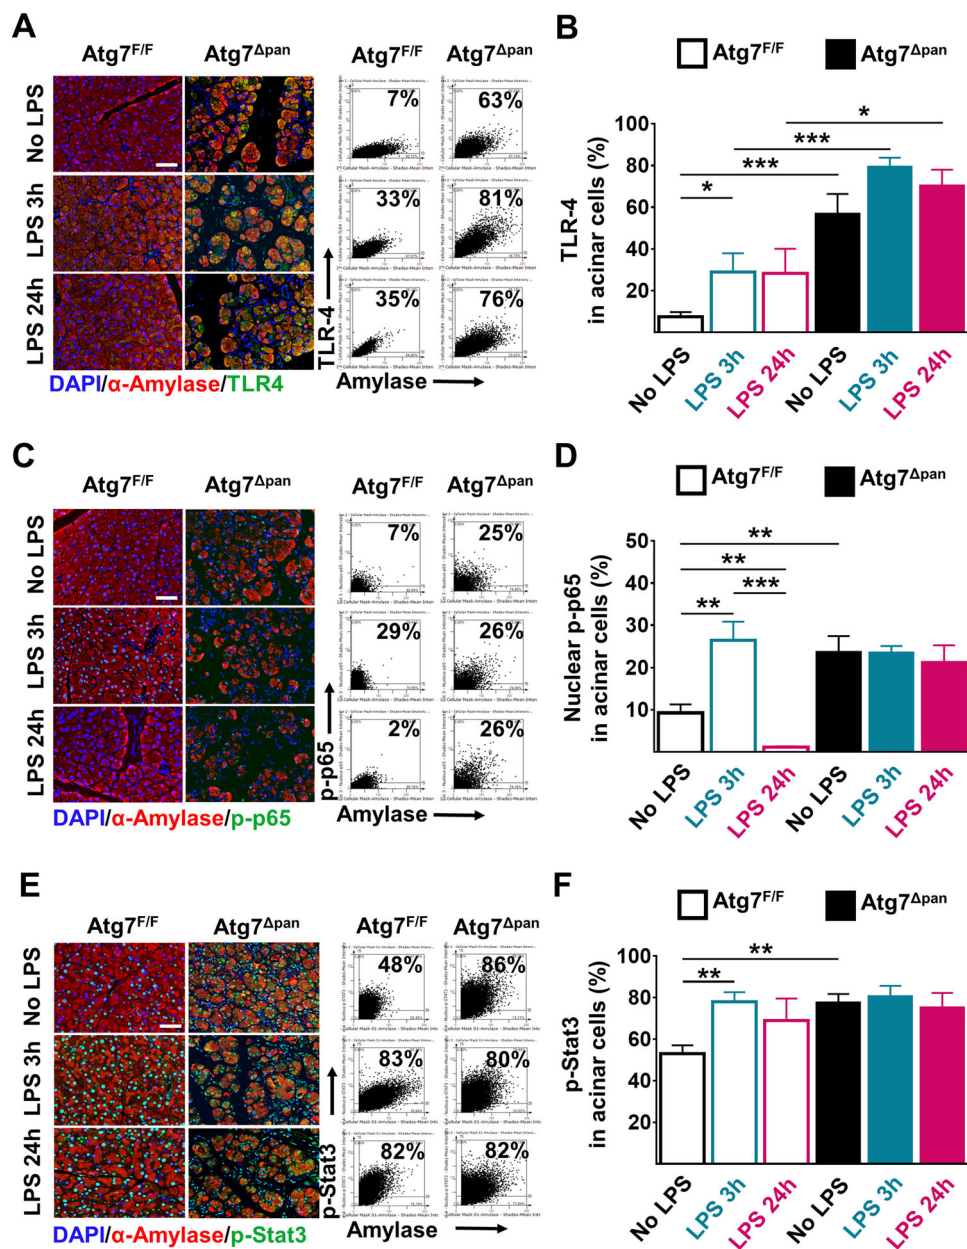 A
Atg7F/F Atg7Δpan Atg7F/F Atg7Δpan
No LPS
LPS 3h
LPS 24h
7% 63%
33% 81%
35% 76%
TLR-4
Amylase
DAPI/α-Amylase/TLR4
B
Atg7F/F Atg7Δpan
TLR-4
in acinar cells (%)
100
80
60
40
20
* *** *** *
No LPS LPS 3h LPS 24h No LPS LPS 3h LPS 24h
C
Atg7F/F Atg7Δpan Atg7F/F Atg7Δpan
No LPS
LPS 3h
LPS 24h
7% 25%
29% 26%
2% 26%
p-p65
Amylase
DAPI/α-Amylase/p-p65
D
Atg7F/F Atg7Δpan
Nuclear p-p65
in acinar cells (%)
50
40
30
20
10
** ** *** **
No LPS LPS 3h LPS 24h No LPS LPS 3h LPS 24h
E
Atg7F/F Atg7Δpan Atg7F/F Atg7Δpan
No LPS
LPS 3h
LPS 24h
48% 86%
83% 80%
82% 82%
p-Stat3
Amylase
DAPI/α-Amylase/p-Stat3
F
Atg7F/F Atg7Δpan
p-Stat3
in acinar cells (%)
100
80
60
40
20
** **
No LPS LPS 3h LPS 24h No LPS LPS 3h LPS 24h